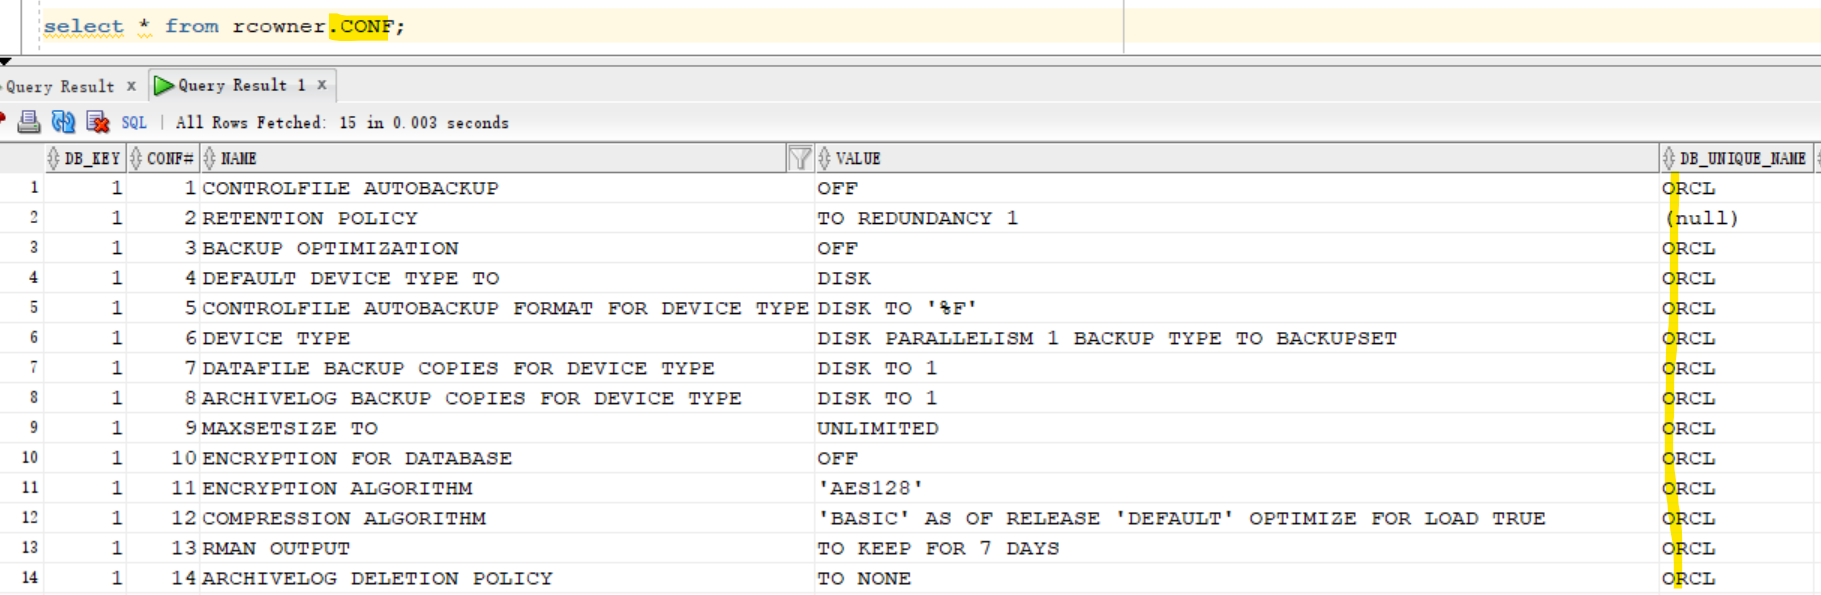 select * from rcowner.CONF;
Query Result x Query Result 1 x
SQL | All Rows Fetched: 15 in 0.003 seconds
DB_KEY CONF# NAME VALUE DB_UNIQUE_NAME
1 1 1 CONTROLFILE AUTOBACKUP OFF ORCL
2 1 2 RETENTION POLICY TO REDUNDANCY 1 (null)
3 1 3 BACKUP OPTIMIZATION OFF ORCL
4 1 4 DEFAULT DEVICE TYPE TO DISK ORCL
5 1 5 CONTROLFILE AUTOBACKUP FORMAT FOR DEVICE TYPE DISK TO '%F' ORCL
6 1 6 DEVICE TYPE DISK PARALLELISM 1 BACKUP TYPE TO BACKUPSET ORCL
7 1 7 DATAFILE BACKUP COPIES FOR DEVICE TYPE DISK TO 1 ORCL
8 1 8 ARCHIVELOG BACKUP COPIES FOR DEVICE TYPE DISK TO 1 ORCL
9 1 9 MAXSETSIZE TO UNLIMITED ORCL
10 1 10 ENCRYPTION FOR DATABASE OFF ORCL
11 1 11 ENCRYPTION ALGORITHM 'AES128' ORCL
12 1 12 COMPRESSION ALGORITHM 'BASIC' AS OF RELEASE 'DEFAULT' OPTIMIZE FOR LOAD TRUE ORCL
13 1 13 RMAN OUTPUT TO KEEP FOR 7 DAYS ORCL
14 1 14 ARCHIVELOG DELETION POLICY TO NONE ORCL